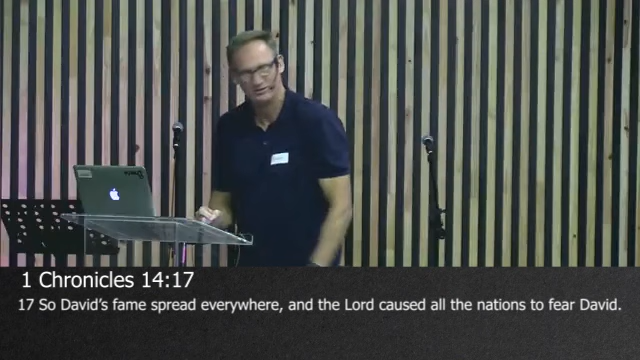 1 Chronicles 14:17
17 So David’s fame spread everywhere, and the Lord caused all the nations to fear David.